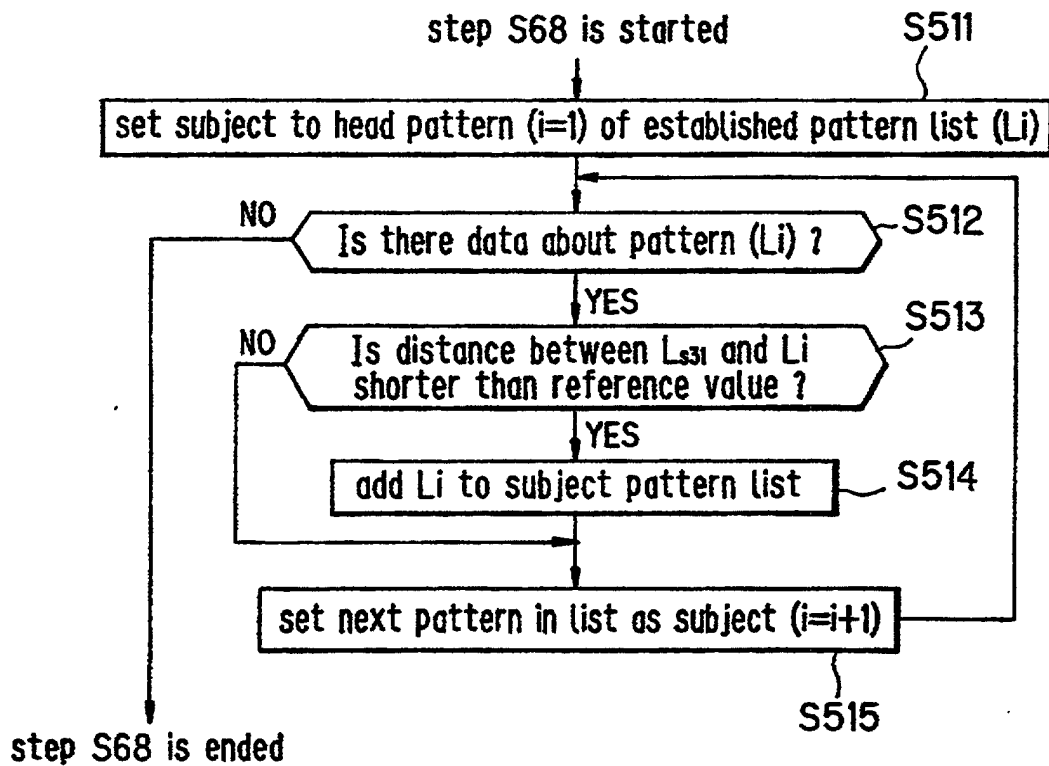 step S68 is started
S511
set subject to head pattern (i=1) of established pattern list (Li)
NO
Is there data about pattern (Li) ?
S512
YES
NO
Is distance between Ls31 and Li
shorter than reference value ?
S513
YES
add Li to subject pattern list
S514
set next pattern in list as subject (i=i+1)
S515
step S68 is ended